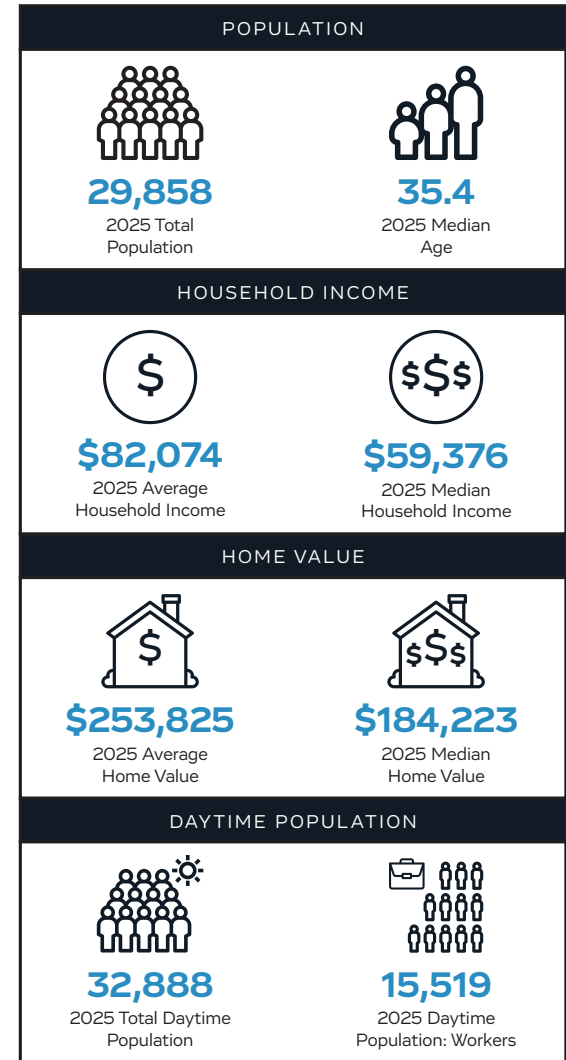 POPULATION
29,858
2025 Total
Population
35.4
2025 Median
Age
HOUSEHOLD INCOME
$
$82,074
2025 Average
Household Income
$$$
$59,376
2025 Median
Household Income
HOME VALUE
$
$253,825
2025 Average
Home Value
$$$
$184,223
2025 Median
Home Value
DAYTIME POPULATION
32,888
2025 Total Daytime
Population
15,519
2025 Daytime
Population: Workers